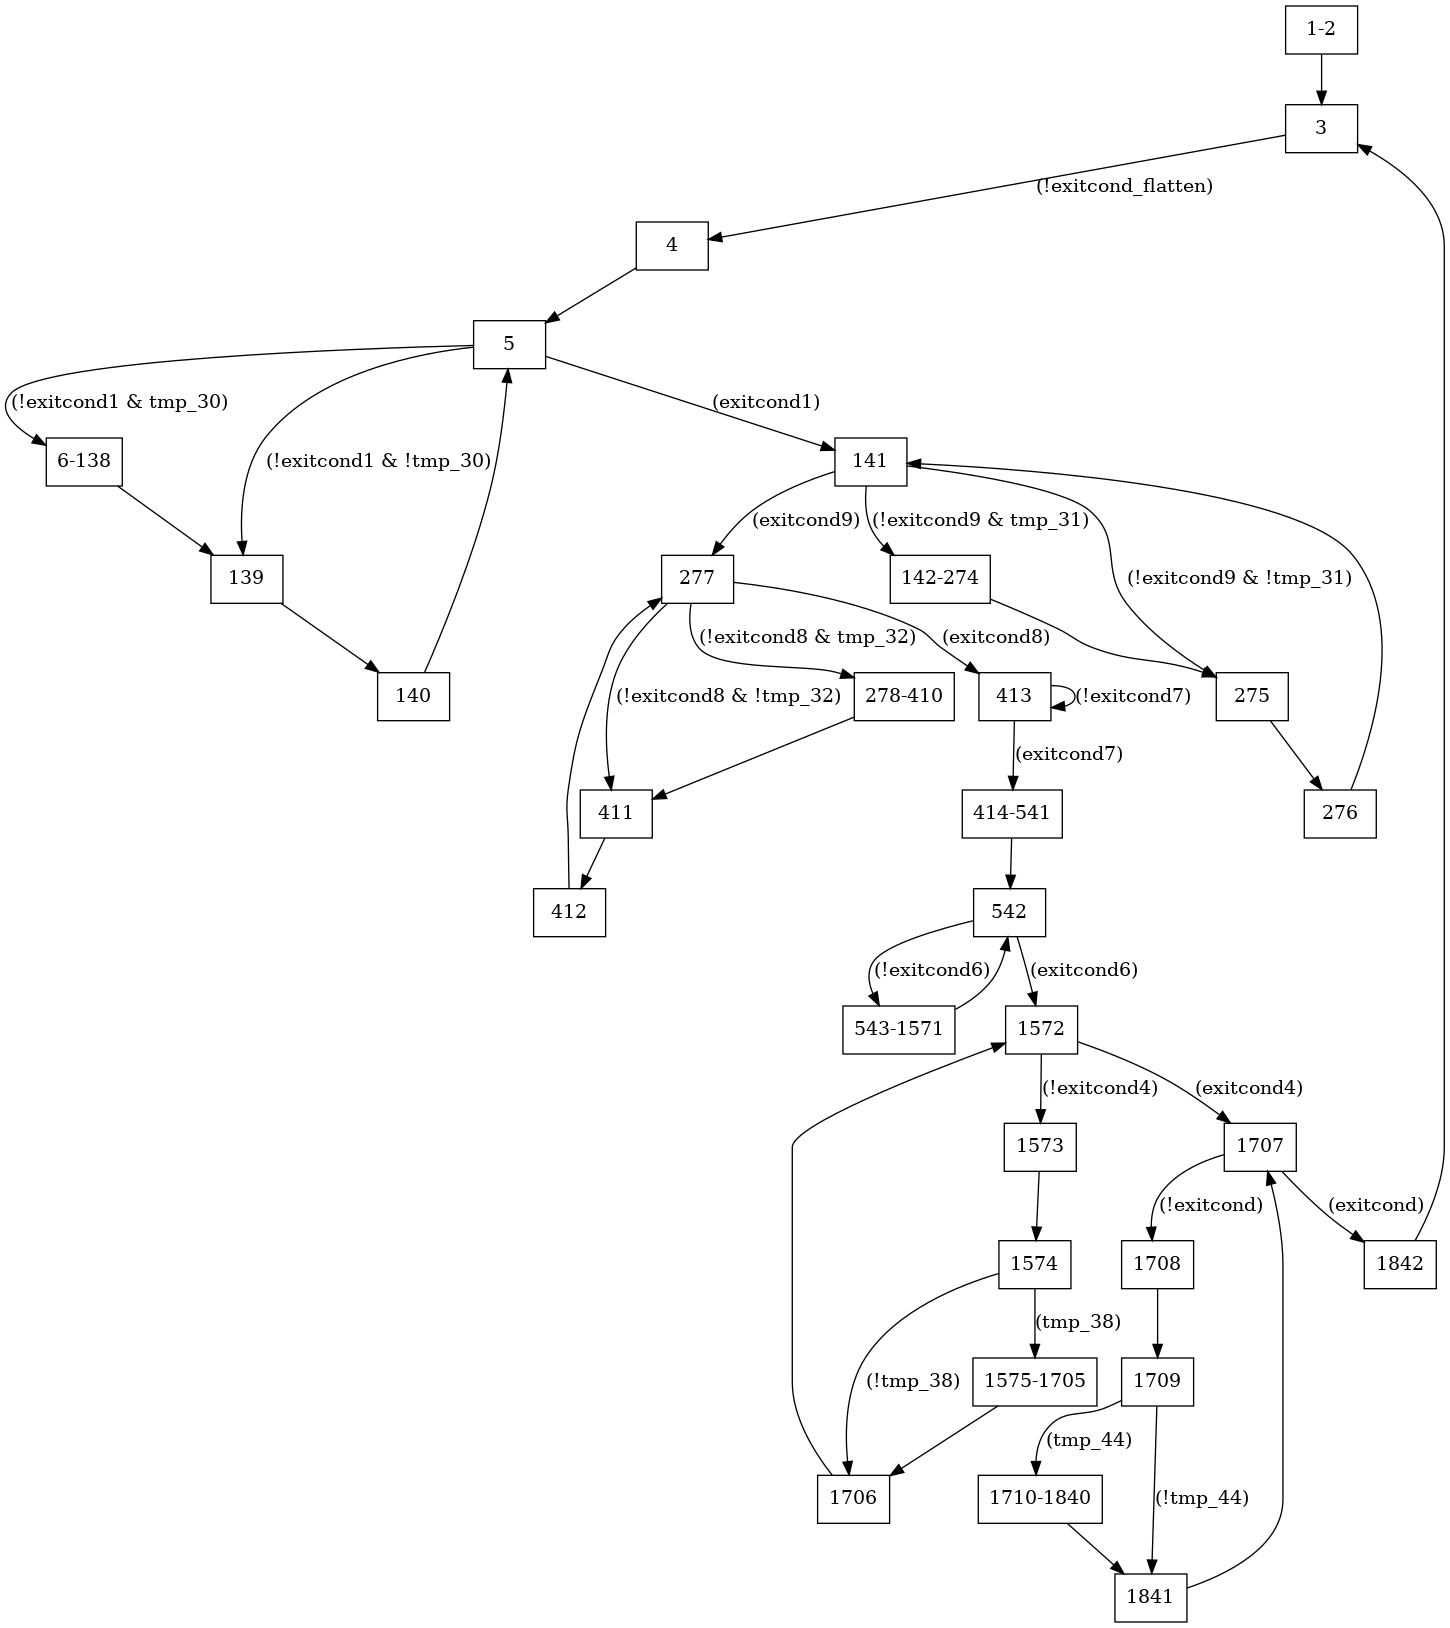 1-2
3
(!exitcond_flatten)
4
5
(!exitcond1 & tmp_30)
(exitcond1)
6-138
(!exitcond1 & !tmp_30)
141
(exitcond9)
(!exitcond9 & tmp_31)
139
277
142-274
(!exitcond9 & !tmp_31)
(!exitcond8 & tmp_32)
(exitcond8)
140
(!exitcond8 & !tmp_32)
278-410
413
(!exitcond7)
275
(exitcond7)
411
414-541
276
412
542
(!exitcond6)
(exitcond6)
543-1571
1572
(!exitcond4)
(exitcond4)
1573
1707
(!exitcond)
(exitcond)
1574
1708
1842
(tmp_38)
(!tmp_38)
1575-1705
1709
(tmp_44)
1706
1710-1840
(!tmp_44)
1841